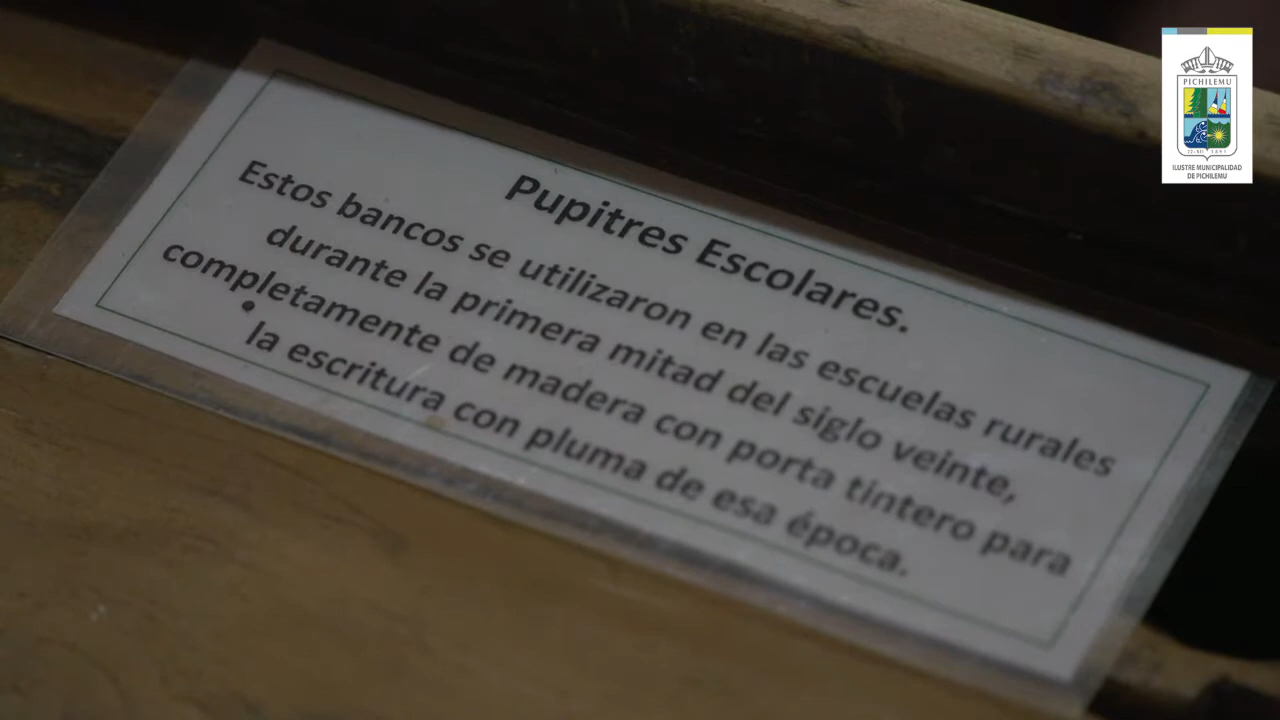 Pupitres Escolares.
Estos bancos se utilizaron en las escuelas rurales
durante la primera mitad del siglo veinte,
completamente de madera con porta tintero para
la escritura con pluma de esa época.
PICHILEMU
ILUSTRE MUNICIPALIDAD
DE PICHILEMU